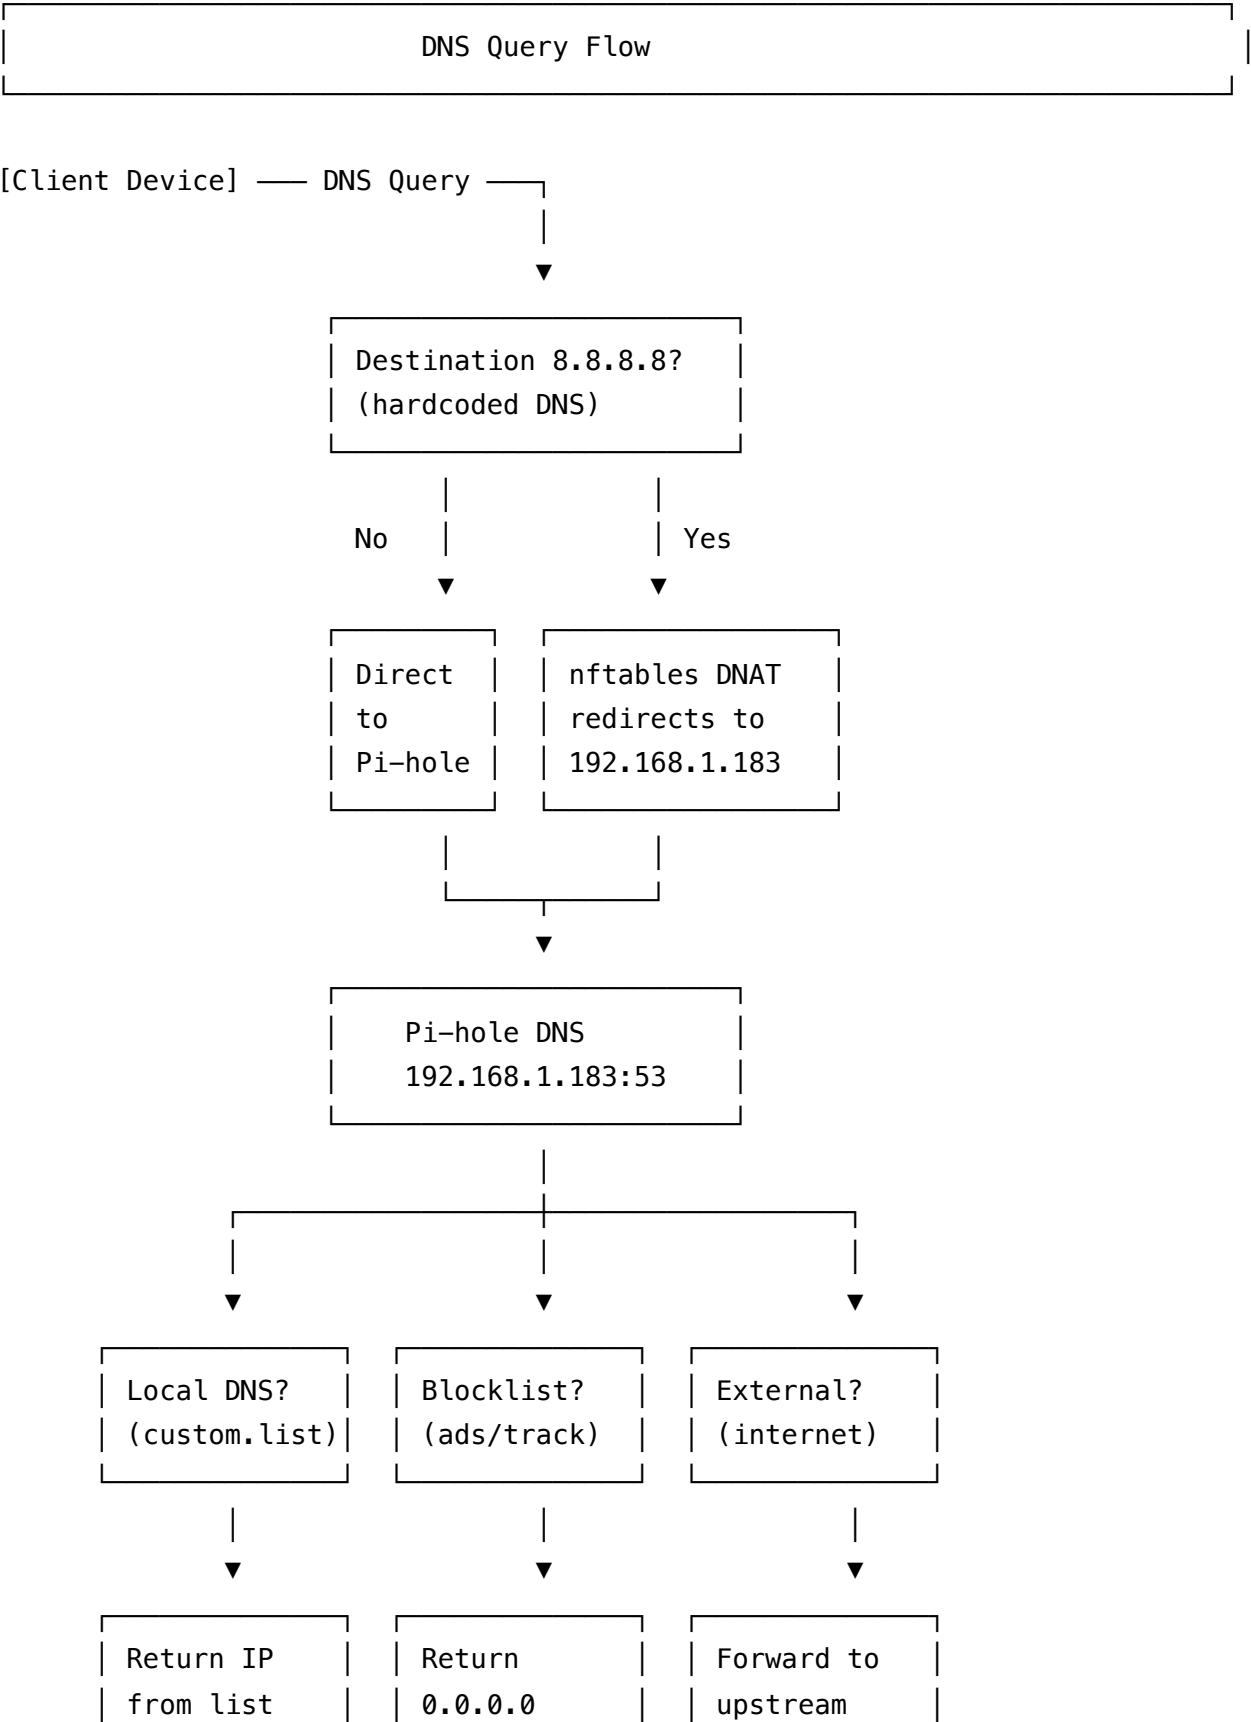 DNS Query Flow
[Client Device] ── DNS Query ──┐
Destination 8.8.8.8?
(hardcoded DNS)
No Yes
Direct nftables DNAT
to redirects to
Pi-hole 192.168.1.183
Pi-hole DNS
192.168.1.183:53
Local DNS? Blocklist? External?
(custom.list) (ads/track) (internet)
Return IP Return Forward to
from list 0.0.0.0 upstream